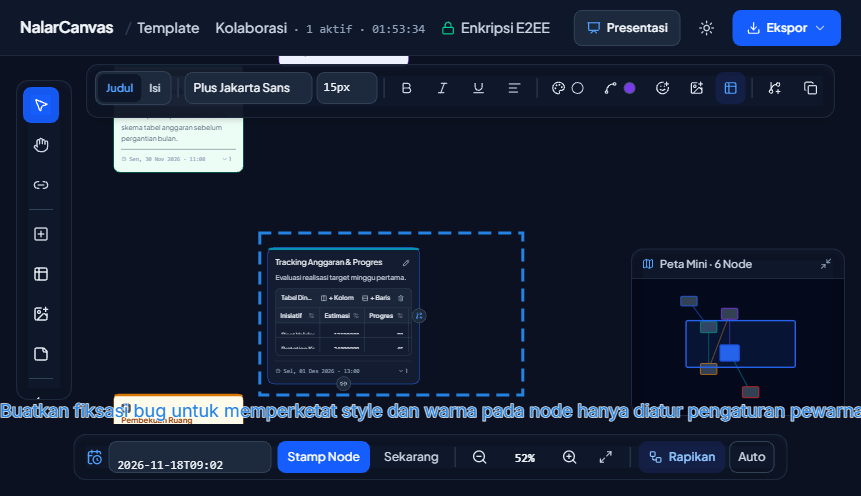 NalarCanvas / Template Kolaborasi · 1 aktif · 01:53:34 Enkripsi E2EE Presentasi Ekspor
Judul Isi Plus Jakarta Sans 15px B I U
skema tabel anggaran sebelum
pergantian bulan.
Sen, 30 Nov 2026 - 11:00
Tracking Anggaran & Progres
Evaluasi realisasi target minggu pertama.
Tabel Din... + Kolom + Baris
Inisiatif Estimasi Progres
Sel, 01 Des 2026 - 13:00
Peta Mini · 6 Node
Buatkan fiksasi bug untuk memperketat style dan warna pada node hanya diatur pengaturan pewarna
Pembekuan Ruang
2026-11-18T09:02 Stamp Node Sekarang 52% Rapikan Auto